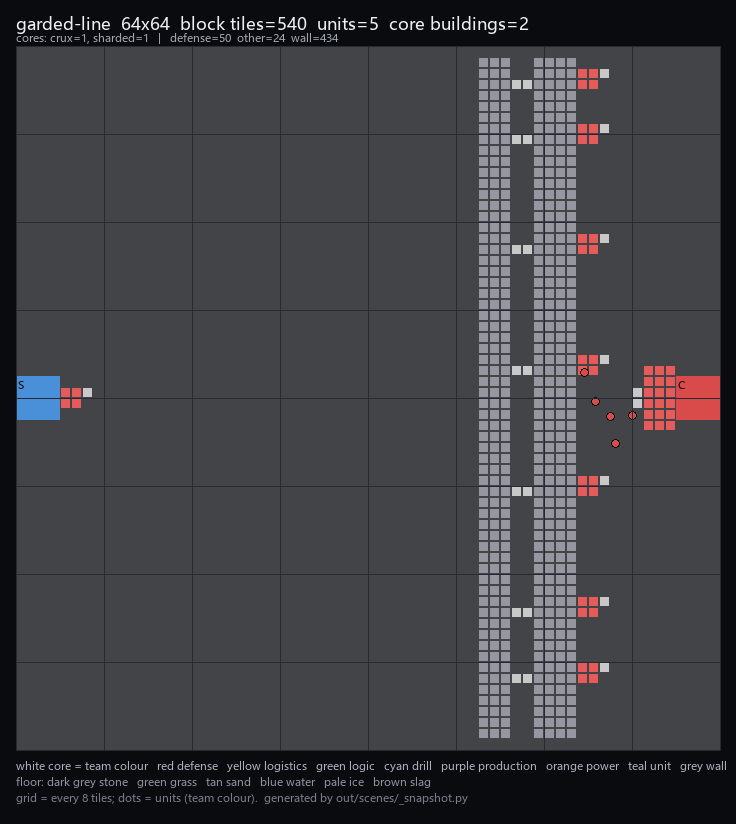 garded-line  64x64  block tiles=540  units=5  core buildings=2
cores: crux=1, sharded=1  |  defense=50  other=24  wall=434
S
C
white core = team colour   red defense   yellow logistics   green logic   cyan drill   purple production   orange power   teal unit   grey wall
floor: dark grey stone   green grass   tan sand   blue water   pale ice   brown slag
grid = every 8 tiles; dots = units (team colour).  generated by out/scenes/_snapshot.py